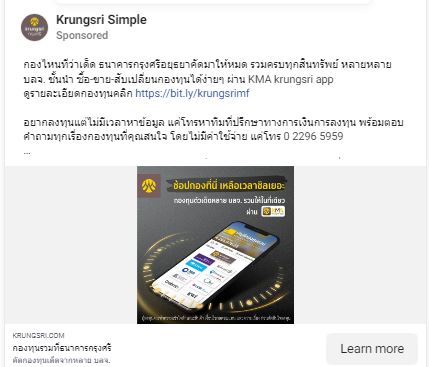 Krungsri Simple
Sponsored
กองไหนที่ว่าเด็ด ธนาคารกรุงศรีอยุธยาคัดมาให้หมด รวมครบทุกสินทรัพย์ หลายหลาย
บลจ. ชั้นนำ ซื้อ-ขาย-สับเปลี่ยนกองทุนได้ง่ายๆ ผ่าน KMA krungsri app
ดูรายละเอียดกองทุนคลิก https://bit.ly/krungsrimf
อยากลงทุนแต่ไม่มีเวลาหาข้อมูล แค่โทรหาทีมที่ปรึกษาทางการเงินการลงทุน พร้อมตอบ
คำถามทุกเรื่องกองทุนที่คุณสนใจ โดยไม่มีค่าใช้จ่าย แค่โทร 0 2296 5959
...
krungsri
กรุงศรี
ช้อปกองที่นี่ เหลือเวลาชิลเยอะ
กองทุนตัวเด็ดหลาย บลจ. รวมให้ในที่เดียว
ผ่าน
KRUNGSRI.COM
กองทุนรวมที่ธนาคารกรุงศรี
คัดกองทุนเด็ดจากหลาย บลจ.
Learn more